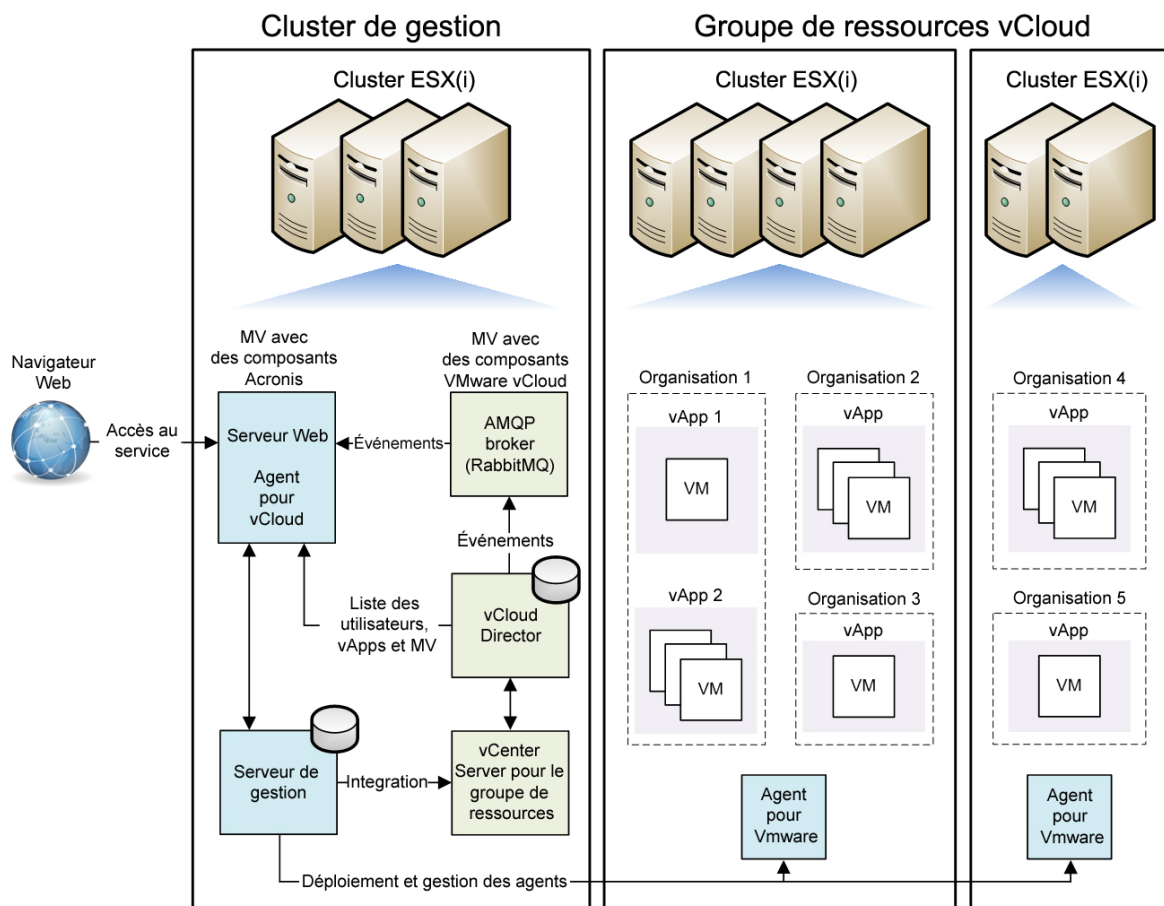 Cluster de gestion
Groupe de ressources vCloud
Cluster ESX(i)
Cluster ESX(i)
Cluster ESX(i)
Navigateur
Web
Accès au
service
MV avec
des composants
Acronis
Serveur Web
Agent
pour
vCloud
Événements
MV avec
des composants
VMware vCloud
AMQP
broker
(RabbitMQ)
Événements
Liste des
utilisateurs,
vApps et MV
vCloud
Director
Serveur de
gestion
Integration
vCenter
Server pour le
groupe de
ressources
Déploiement et gestion des agents
Organisation 1
vApp 1
VM
vApp 2
VM
Organisation 2
vApp
VM
Organisation 3
vApp
VM
Agent
pour
Vmware
Organisation 4
vApp
VM
Organisation 5
vApp
VM
Agent
pour
Vmware